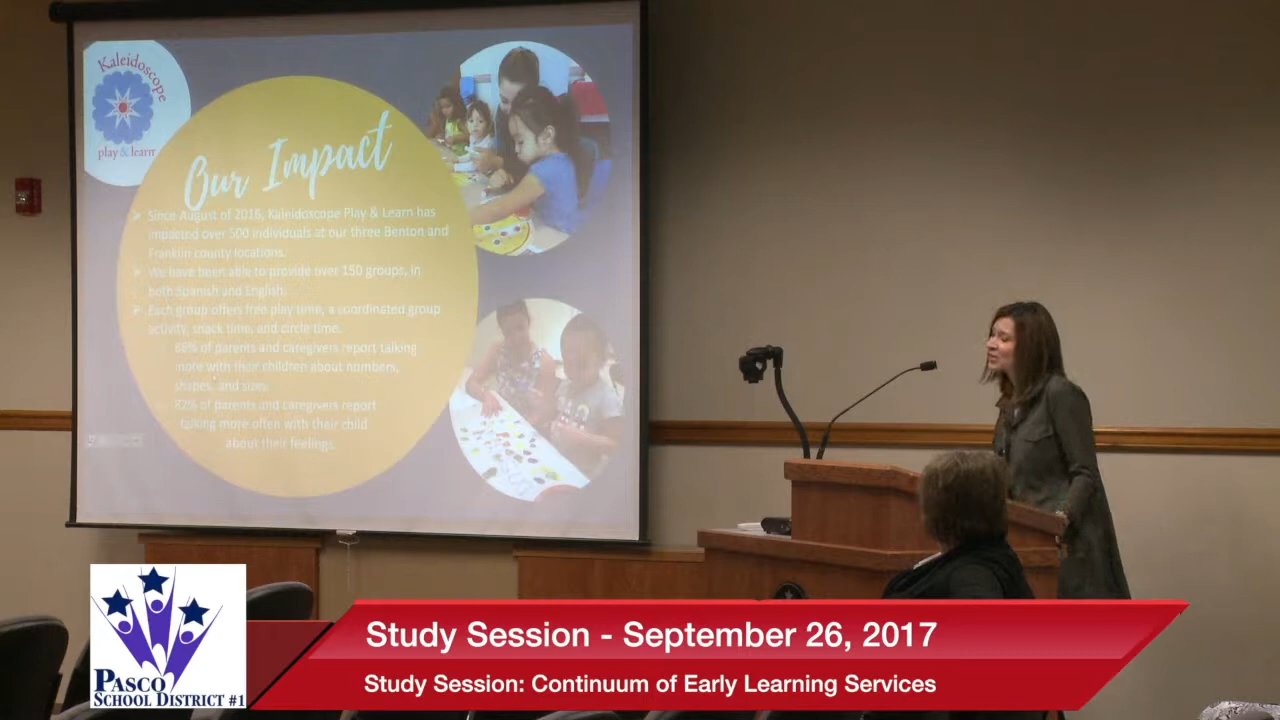 Kaleidoscope
play & learn
Our Impact
Since August of 2016, Kaleidoscope Play & Learn has
impacted over 500 individuals at our three Benton and
Franklin county locations.
We have been able to provide over 150 groups, in
both Spanish and English.
Each group offers free play time, a coordinated group
activity, snack time, and circle time.
86% of parents and caregivers report talking
more with their children about numbers,
shapes, and sizes.
82% of parents and caregivers report
talking more often with their child
about their feelings.
PASCO
SCHOOL DISTRICT #1
Study Session - September 26, 2017
Study Session: Continuum of Early Learning Services